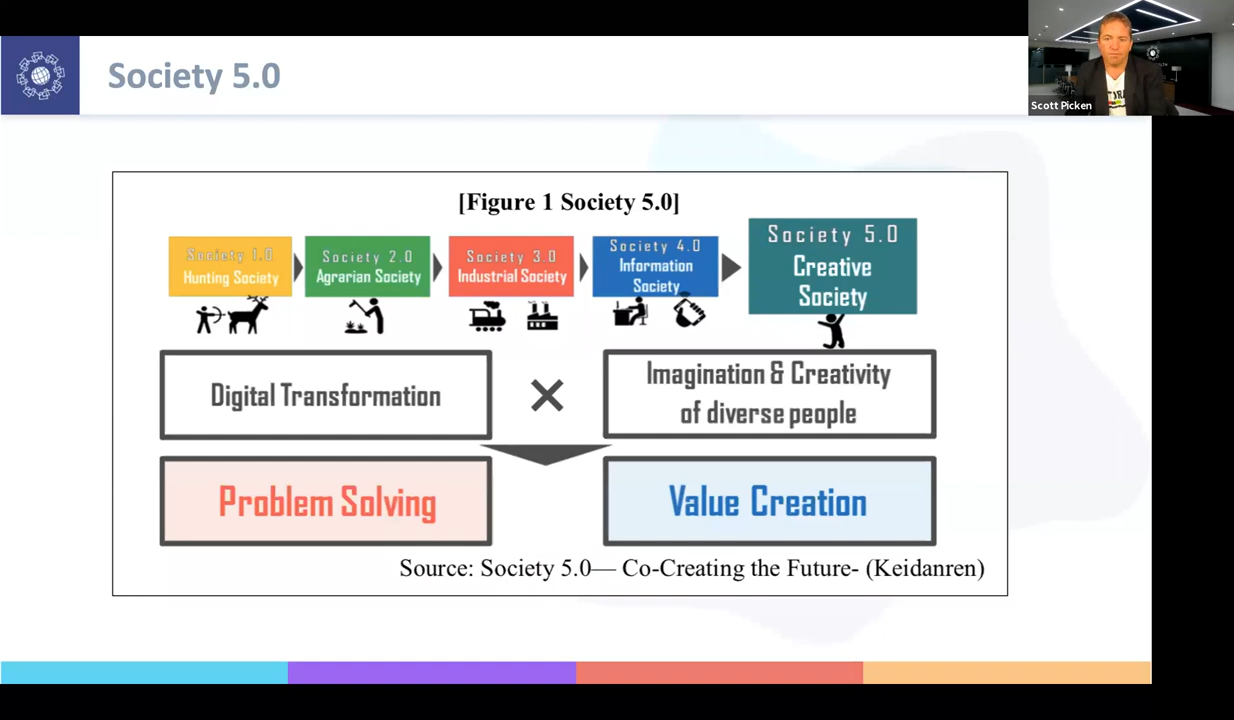 Society 5.0
Scott Picken
[Figure 1 Society 5.0]
Society 1.0
Hunting Society
Society 2.0
Agrarian Society
Society 3.0
Industrial Society
Society 4.0
Information
Society
Society 5.0
Creative
Society
Digital Transformation
×
Imagination & Creativity
of diverse people
Problem Solving
Value Creation
Source: Society 5.0— Co-Creating the Future- (Keidanren)